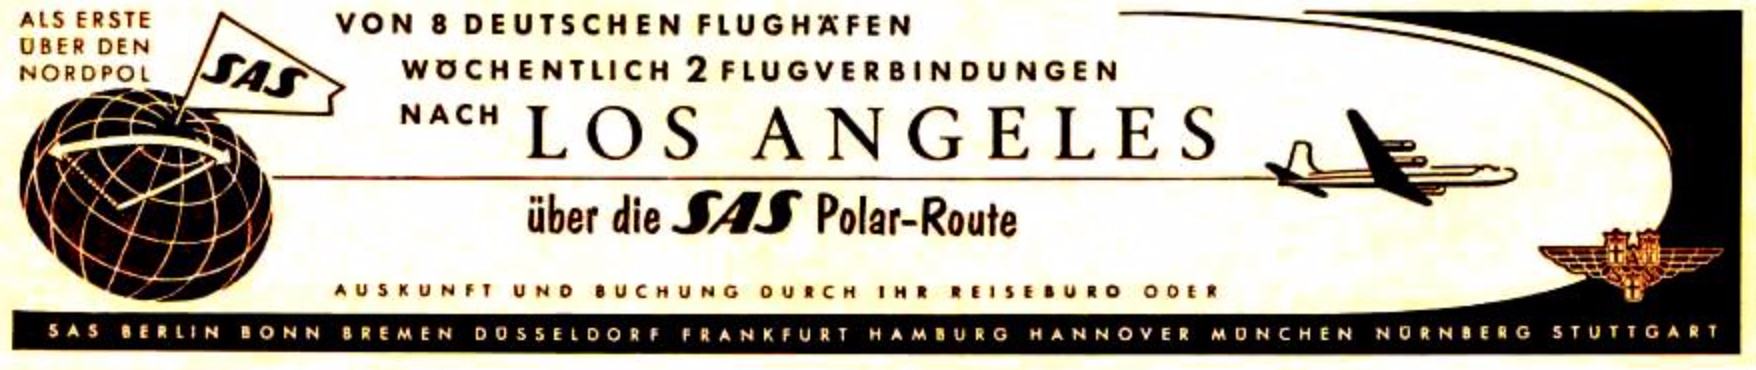 ALS ERSTE
ÜBER DEN
NORDPOL
SAS
VON 8 DEUTSCHEN FLUGHÄFEN
WÖCHENTLICH 2 FLUGVERBINDUNGEN
NACH LOS ANGELES
über die SAS Polar-Route
AUSKUNFT UND BUCHUNG DURCH IHR REISEBURO ODER
SAS BERLIN BONN BREMEN DÜSSELDORF FRANKFURT HAMBURG HANNOVER MÜNCHEN NÜRNBERG STUTTGART